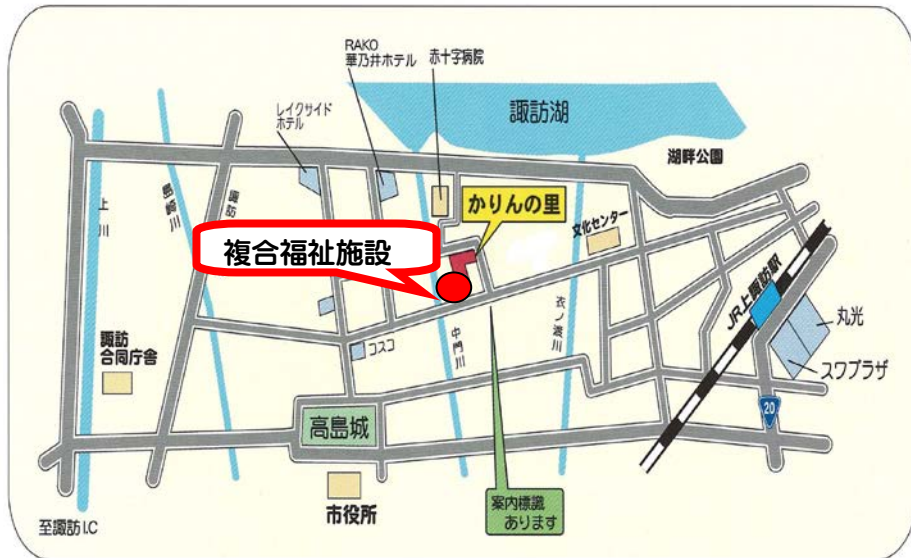 RAKO
華乃井ホテル
赤十字病院
レイクサイド
ホテル
諏訪湖
湖畔公園
上川
島崎川
諏訪
かりんの里
文化センター
複合福祉施設
JR上諏訪駅
丸光
スワプラザ
衣ノ渡川
中門川
コスコ
諏訪
合同庁舎
高島城
20
市役所
案内標識
あります
至諏訪I.C